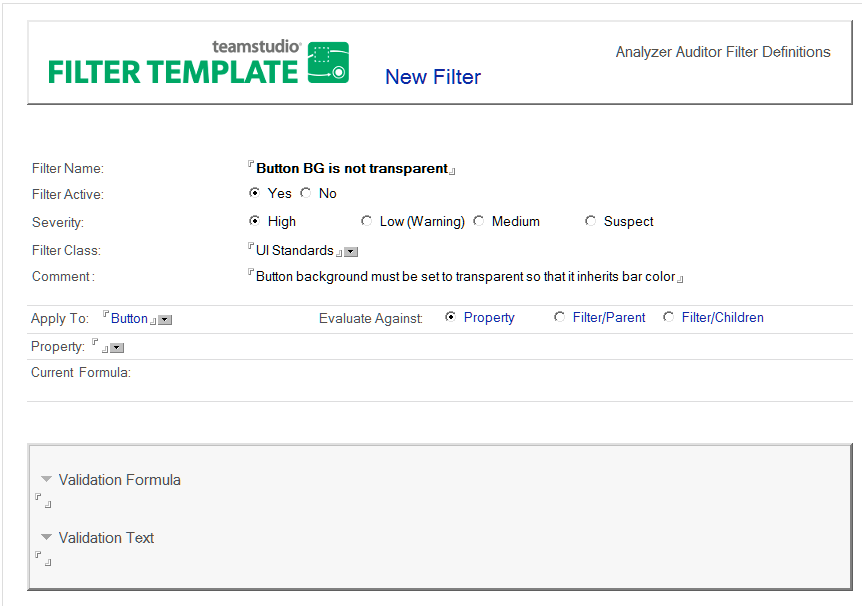 teamstudio
FILTER TEMPLATE
New Filter
Analyzer Auditor Filter Definitions
Filter Name: Button BG is not transparent
Filter Active: Yes No
Severity: High Low (Warning) Medium Suspect
Filter Class: UI Standards
Comment: Button background must be set to transparent so that it inherits bar color
Apply To: Button Evaluate Against: Property Filter/Parent Filter/Children
Property:
Current Formula:
Validation Formula
Validation Text